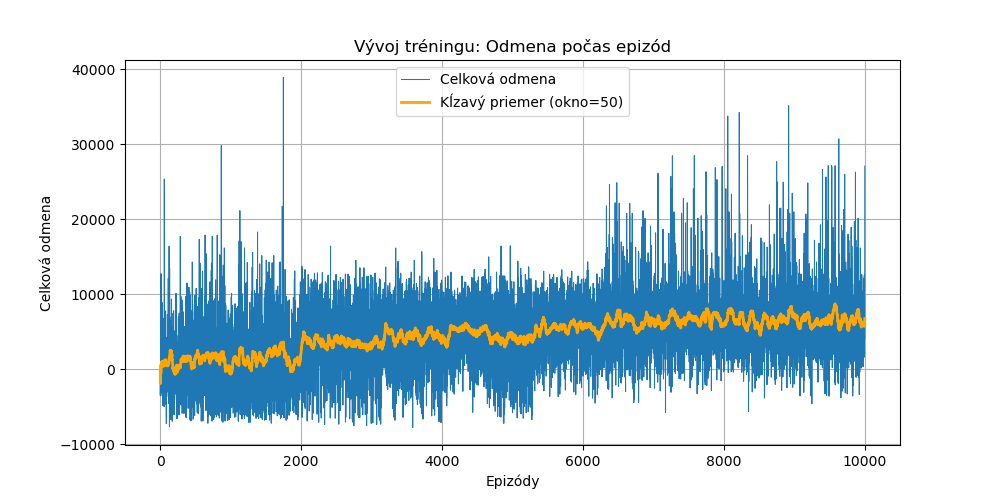 Vývoj tréningu: Odmena počas epizód
Celková odmena
Kĺzavý priemer (okno=50)
40000
30000
20000
10000
0
−10000
Celková odmena
0
2000
4000
6000
8000
10000
Epizódy